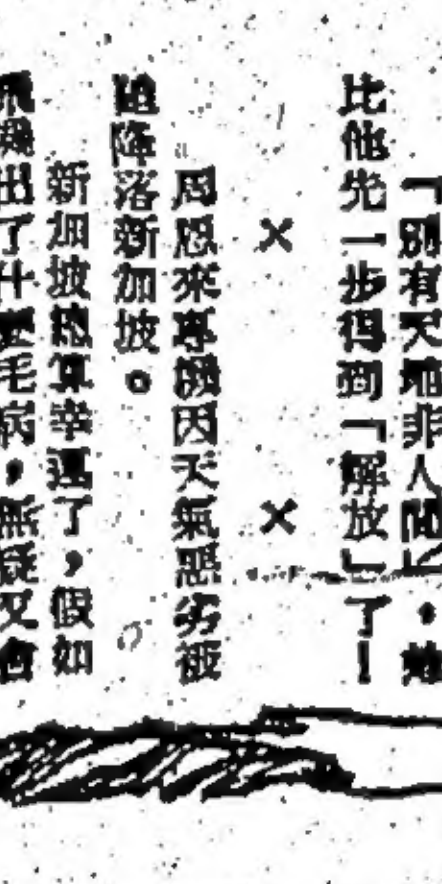 「別有天地非人間」，她
比他先一步得到「解放」了！
× ×
周恩來專機因天氣惡劣被
迫降落新加坡。
新加坡總算幸運了，假如
飛機出了什麼毛病，無疑又會